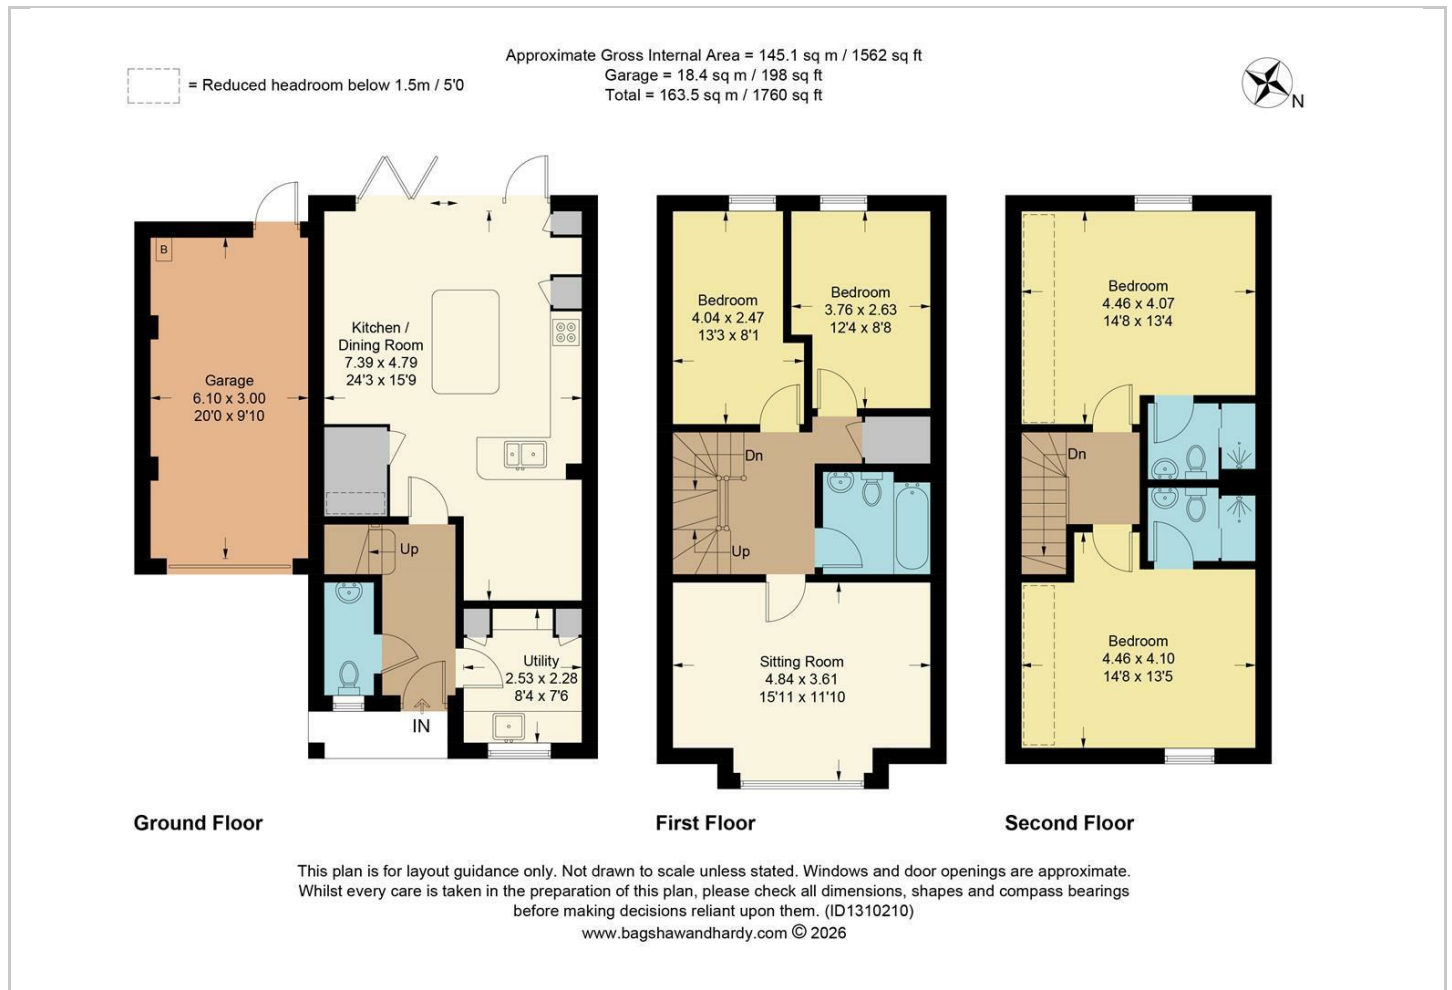 Approximate Gross Internal Area = 145.1 sq m / 1562 sq ft
Garage = 18.4 sq m / 198 sq ft
Total = 163.5 sq m / 1760 sq ft
= Reduced headroom below 1.5m / 5'0
N
B
Garage
6.10 x 3.00
20'0 x 9'10
Kitchen /
Dining Room
7.39 x 4.79
24'3 x 15'9
Up
Utility
2.53 x 2.28
8'4 x 7'6
IN
Ground Floor
Bedroom
4.04 x 2.47
13'3 x 8'1
Bedroom
3.76 x 2.63
12'4 x 8'8
Dn
Up
Sitting Room
4.84 x 3.61
15'11 x 11'10
First Floor
Bedroom
4.46 x 4.07
14'8 x 13'4
Dn
Bedroom
4.46 x 4.10
14'8 x 13'5
Second Floor
This plan is for layout guidance only. Not drawn to scale unless stated. Windows and door openings are approximate.
Whilst every care is taken in the preparation of this plan, please check all dimensions, shapes and compass bearings
before making decisions reliant upon them. (ID1310210)
www.bagshawandhardy.com © 2026